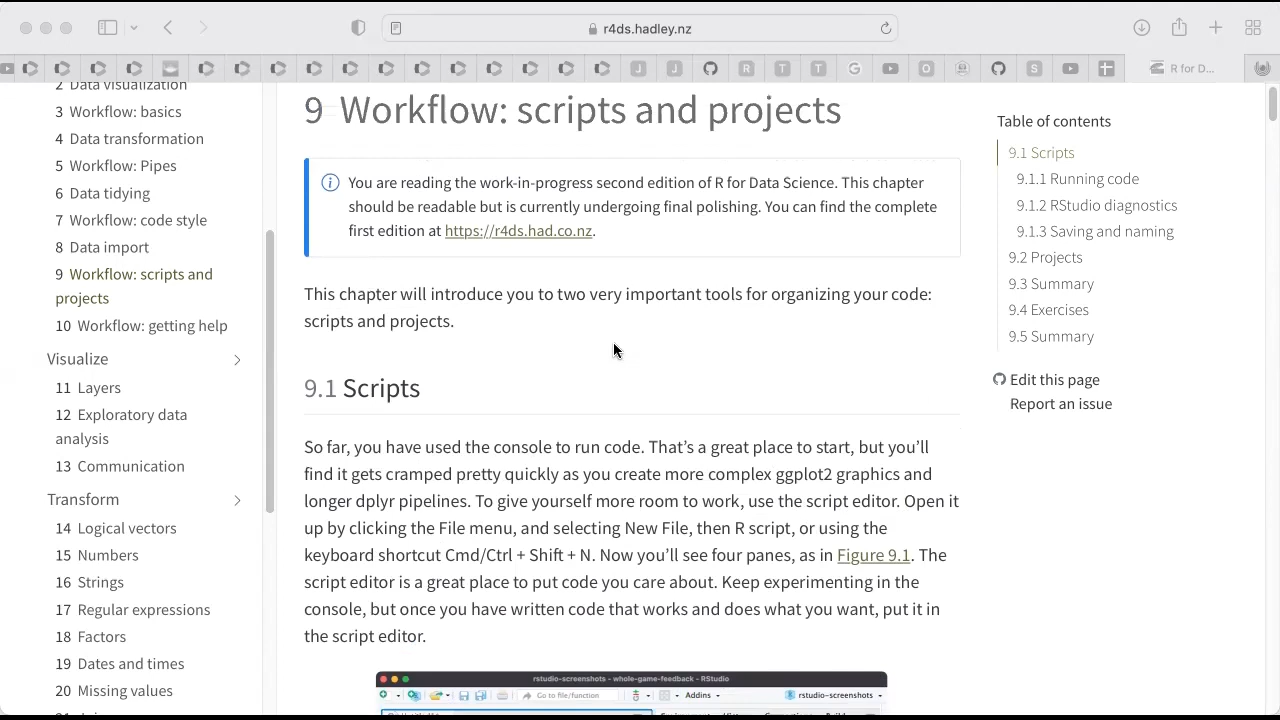 r4ds.hadley.nz
J
J
R
T
T
G
O
S
R for D...
2 Data visualization
3 Workflow: basics
4 Data transformation
5 Workflow: Pipes
6 Data tidying
7 Workflow: code style
8 Data import
9 Workflow: scripts and
projects
10 Workflow: getting help
Visualize
11 Layers
12 Exploratory data
analysis
13 Communication
Transform
14 Logical vectors
15 Numbers
16 Strings
17 Regular expressions
18 Factors
19 Dates and times
20 Missing values
9 Workflow: scripts and projects
You are reading the work-in-progress second edition of R for Data Science. This chapter
should be readable but is currently undergoing final polishing. You can find the complete
first edition at https://r4ds.had.co.nz.
This chapter will introduce you to two very important tools for organizing your code:
scripts and projects.
9.1 Scripts
So far, you have used the console to run code. That’s a great place to start, but you’ll
find it gets cramped pretty quickly as you create more complex ggplot2 graphics and
longer dplyr pipelines. To give yourself more room to work, use the script editor. Open it
up by clicking the File menu, and selecting New File, then R script, or using the
keyboard shortcut Cmd/Ctrl + Shift + N. Now you’ll see four panes, as in Figure 9.1. The
script editor is a great place to put code you care about. Keep experimenting in the
console, but once you have written code that works and does what you want, put it in
the script editor.
rstudio-screenshots - whole-game-feedback - RStudio
Go to file/function
Addins
rstudio-screenshots
Table of contents
9.1 Scripts
9.1.1 Running code
9.1.2 RStudio diagnostics
9.1.3 Saving and naming
9.2 Projects
9.3 Summary
9.4 Exercises
9.5 Summary
Edit this page
Report an issue